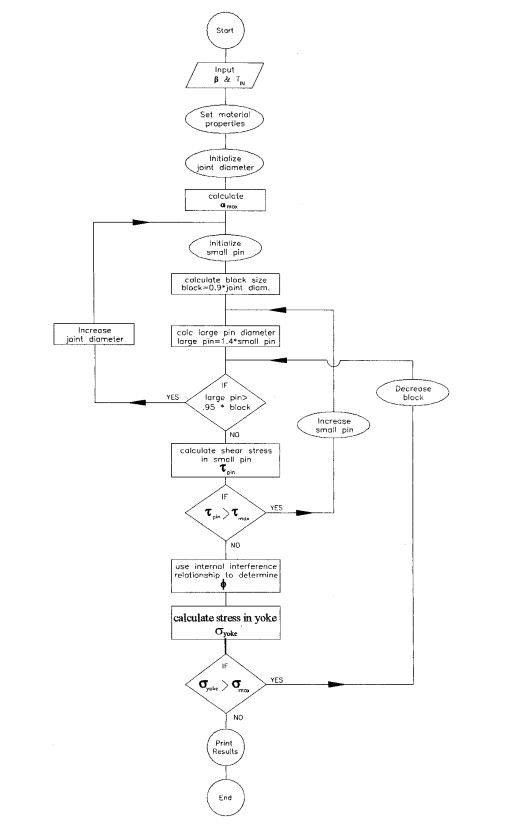 Start
Input
β & T_IN
Set material
properties
Initialize
joint diameter
calculate
α_max
Initialize
small pin
calculate block size
block=0.9*joint diam.
calc large pin diameter
large pin=1.4*small pin
Increase
joint diameter
Decrease
block
IF
large pin>
.95 * block
YES
NO
Increase
small pin
calculate shear stress
in small pin
τ_pin
IF
τ_pin > τ_max
YES
NO
use internal interference
relationship to determine
ϕ
calculate stress in yoke
σ_yoke
IF
σ_yoke > σ_max
YES
NO
Print
Results
End